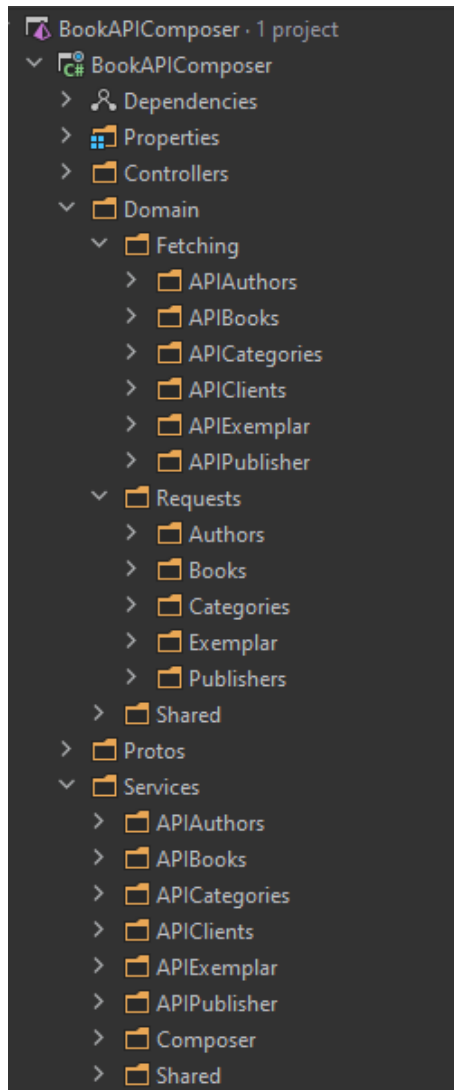 BookAPIComposer · 1 project
C# BookAPIComposer
Dependencies
Properties
Controllers
Domain
Fetching
APIAuthors
APIBooks
APICategories
APIClients
APIExemplar
APIPublisher
Requests
Authors
Books
Categories
Exemplar
Publishers
Shared
Protos
Services
APIAuthors
APIBooks
APICategories
APIClients
APIExemplar
APIPublisher
Composer
Shared